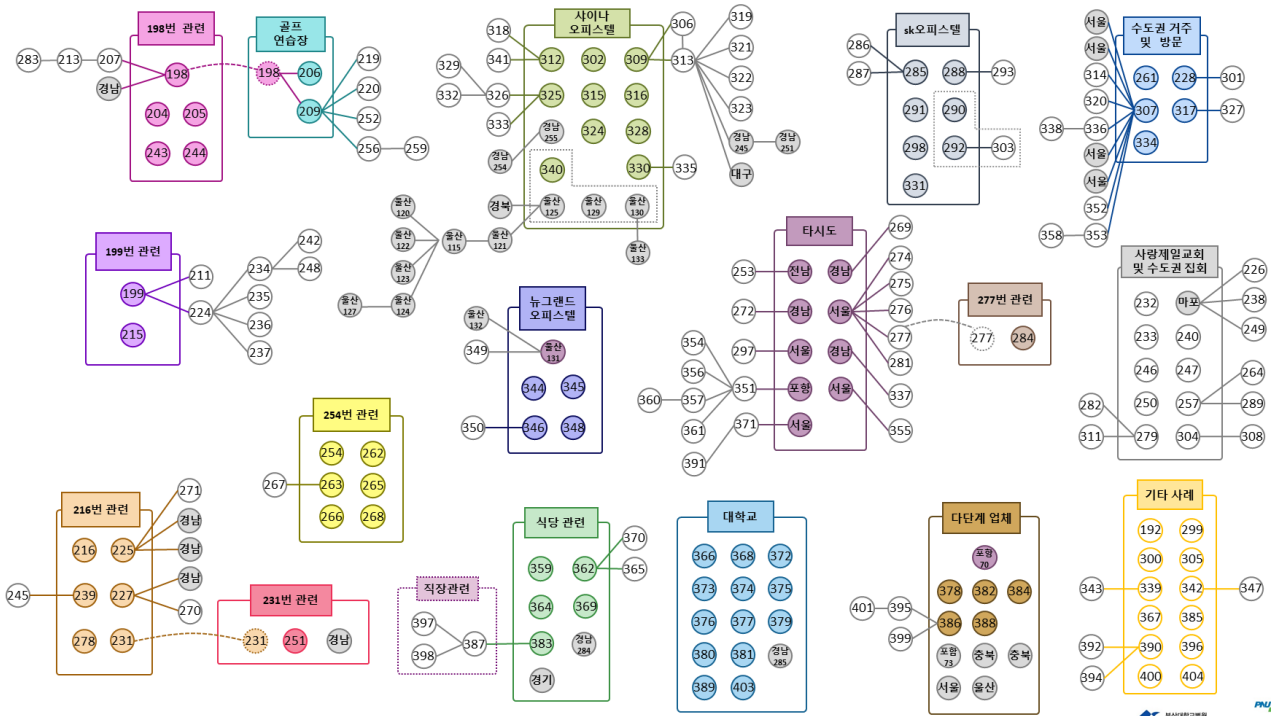 198번 관련
283
213
207
198
경남
204
205
243
244
골프
연습장
198
206
209
219
220
252
256
259
샤이나
오피스텔
318
341
312
302
309
306
313
319
321
322
323
경남
245
경남
251
대구
329
332
326
333
325
315
316
경남
255
경남
254
324
328
340
330
335
경북
울산
125
울산
129
울산
130
울산
133
울산
120
울산
122
울산
123
울산
124
울산
127
울산
115
울산
121
sk오피스텔
286
287
285
288
293
291
290
298
292
303
331
수도권 거주
및 방문
서울
서울
314
320
338
336
서울
서울
352
358
353
261
228
301
307
317
327
334
199번 관련
199
215
211
224
234
242
248
235
236
237
뉴그랜드
오피스텔
울산
132
349
울산
131
344
345
350
346
348
타시도
253
전남
경남
269
272
경남
서울
274
275
276
277
281
297
서울
경남
337
354
356
360
357
361
351
포항
서울
355
371
서울
391
277번 관련
277
284
사랑제일교회
및 수도권 집회
232
마포
226
238
249
233
240
246
247
250
257
264
289
282
311
279
304
308
254번 관련
254
262
267
263
265
266
268
216번 관련
216
225
271
경남
경남
245
239
227
경남
270
278
231
231번 관련
231
251
경남
직장관련
397
398
387
식당 관련
359
362
370
365
364
369
383
경남
284
경기
대학교
366
368
372
373
374
375
376
377
379
380
381
경남
285
389
403
다단계 업체
포항
70
378
382
384
401
395
399
386
388
포항
73
충북
충북
서울
울산
기타 사례
192
299
300
305
343
339
342
347
367
385
392
394
390
396
400
404
PNU